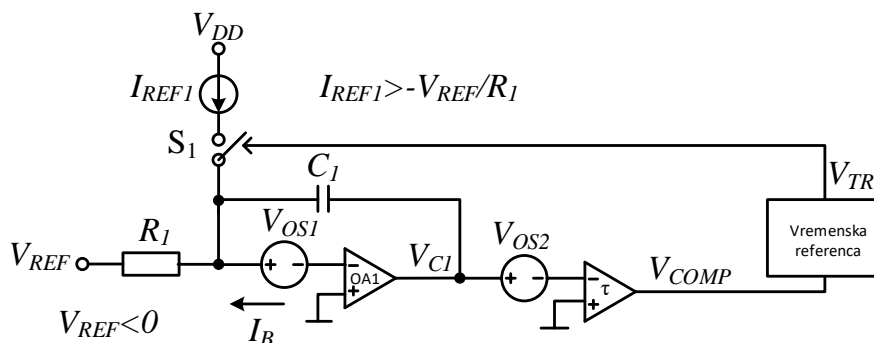 V_DD
I_REF1
I_REF1>-V_REF/R_1
S_1
C_1
V_TR
V_OS1
V_OS2
Vremenska
referenca
V_REF
R_1
+ -
-
+
OA1
V_C1
+ -
-
+
τ
V_COMP
V_REF<0
I_B